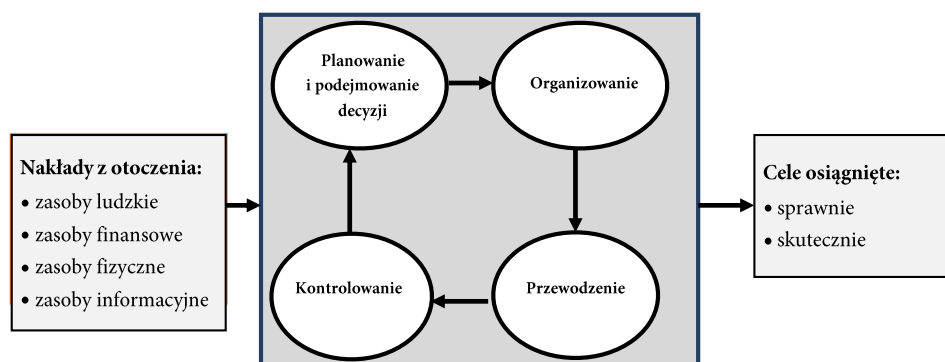 Nakłady z otoczenia:
• zasoby ludzkie
• zasoby finansowe
• zasoby fizyczne
• zasoby informacyjne
Planowanie
i podejmowanie
decyzji
Organizowanie
Kontrolowanie
Przewodzenie
Cele osiągnięte:
• sprawnie
• skutecznie